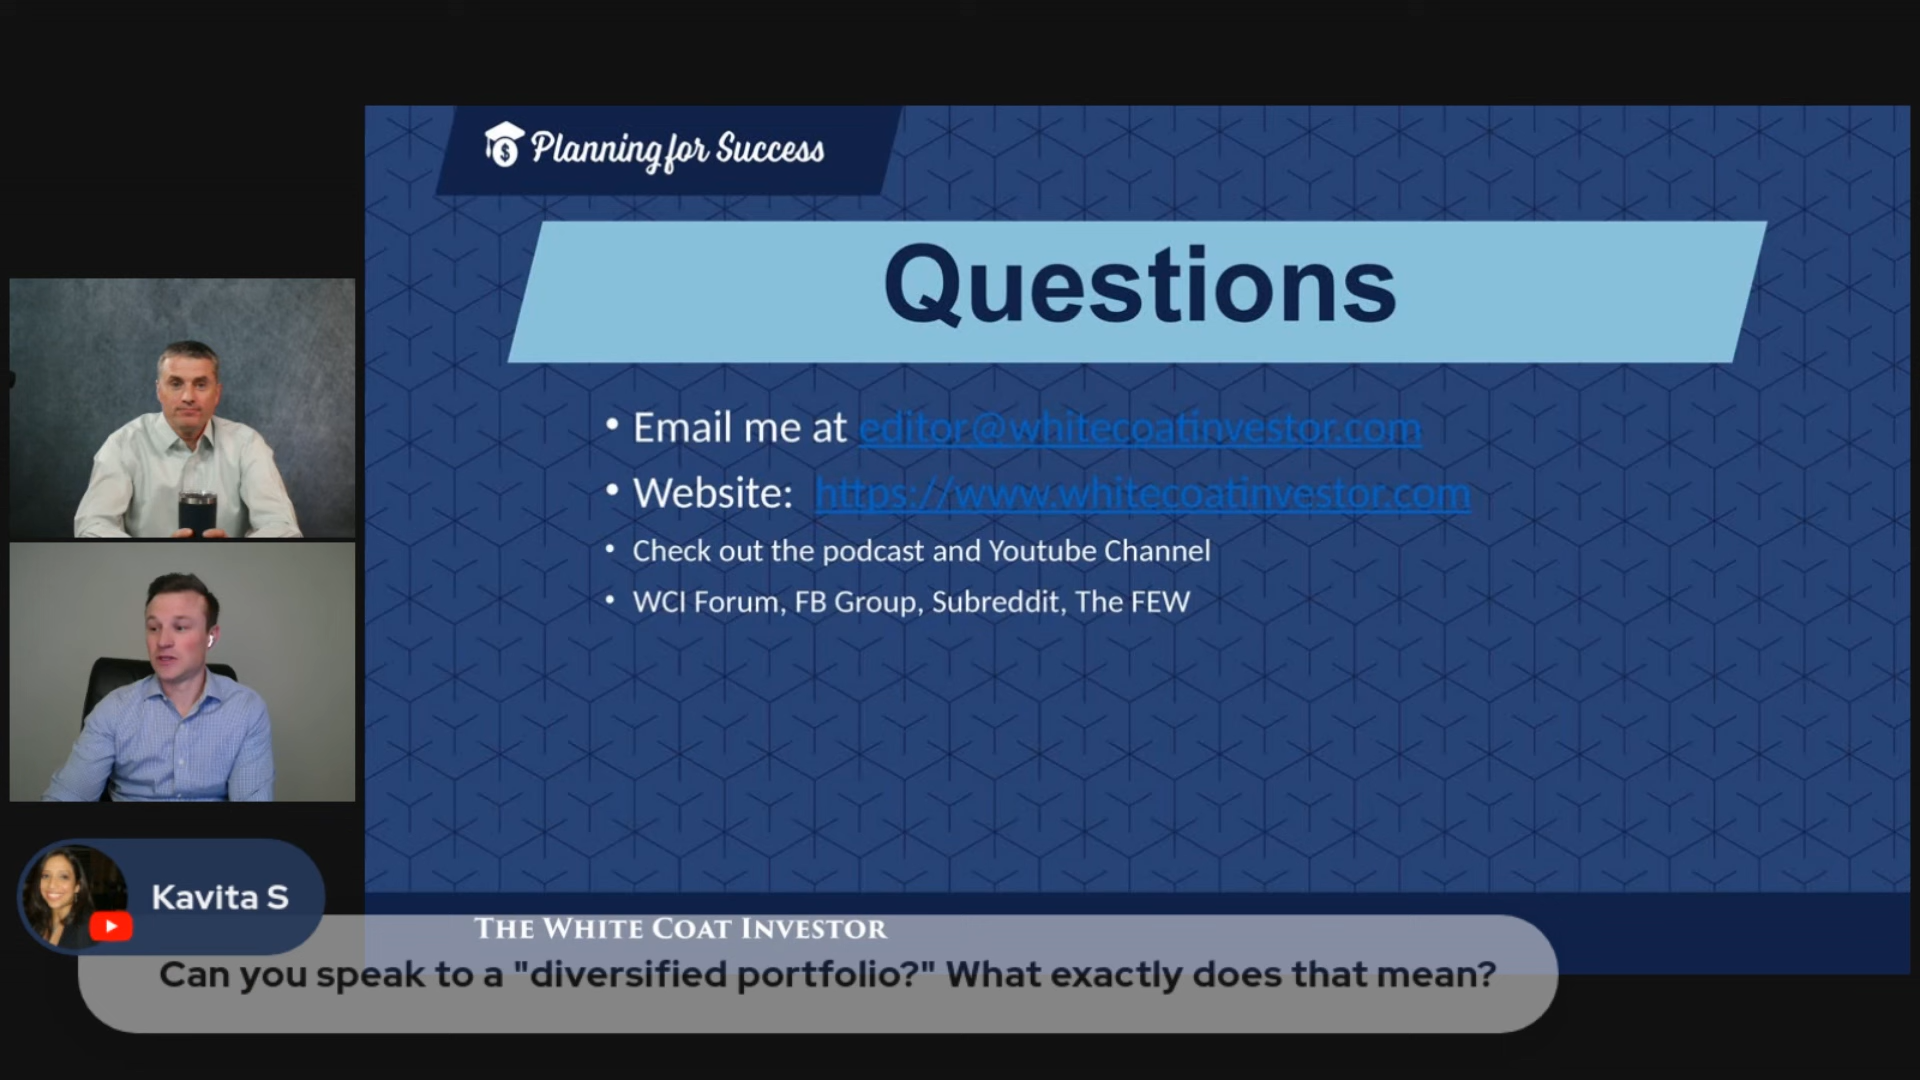 Planning for Success
Questions
• Email me at editor@whitecoatinvestor.com
• Website: https://www.whitecoatinvestor.com
• Check out the podcast and Youtube Channel
• WCI Forum, FB Group, Subreddit, The FEW
Kavita S
The White Coat Investor
Can you speak to a "diversified portfolio?" What exactly does that mean?